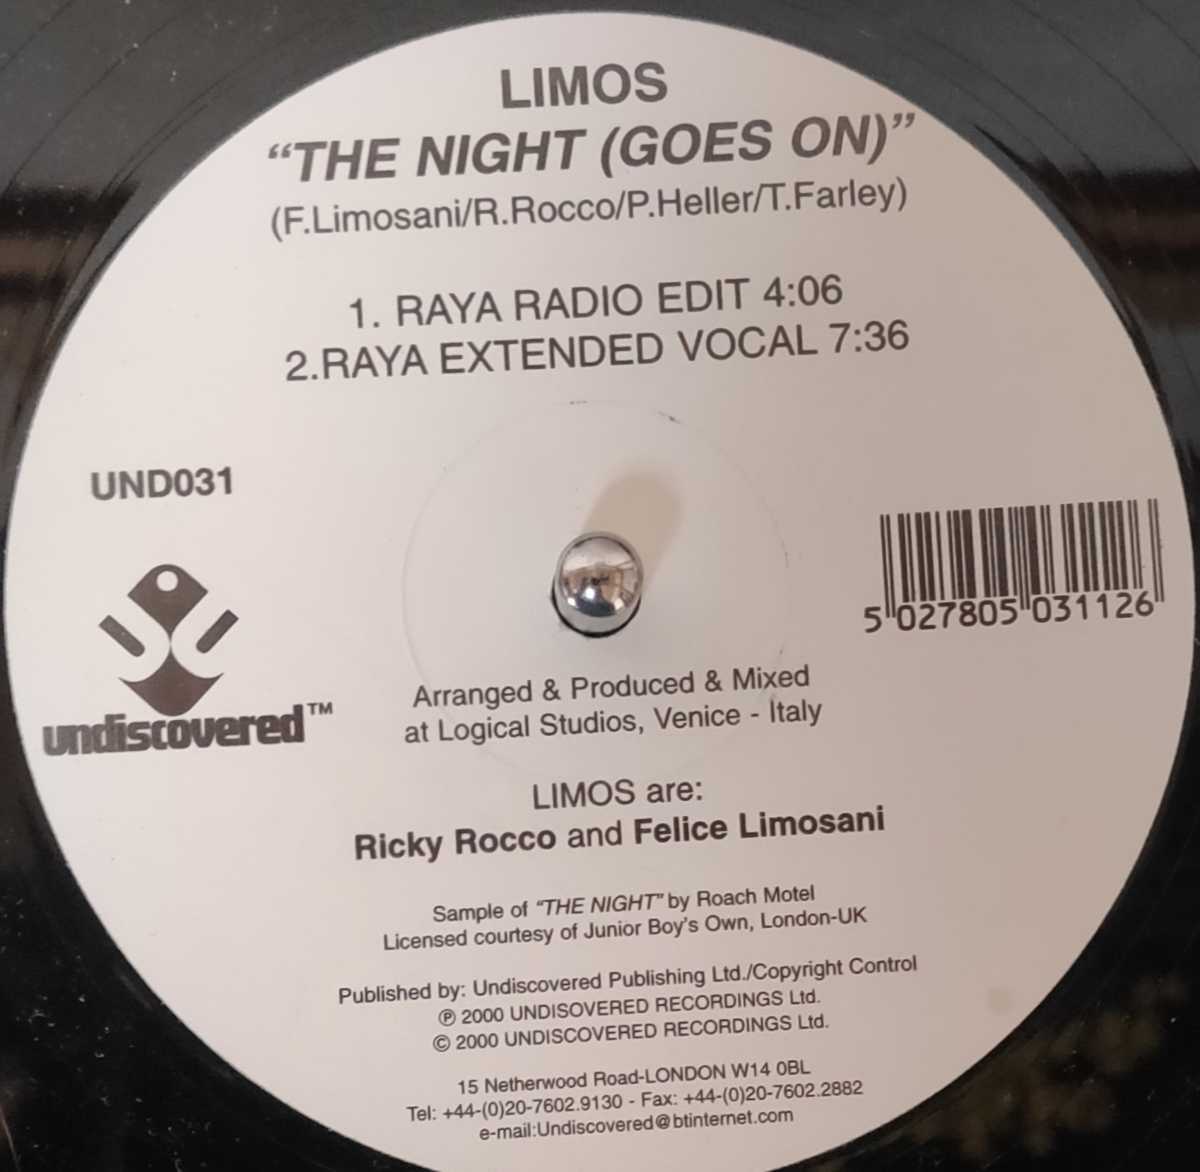 LIMOS
“THE NIGHT (GOES ON)”
(F.Limosani/R.Rocco/P.Heller/T.Farley)
1. RAYA RADIO EDIT 4:06
2.RAYA EXTENDED VOCAL 7:36
UND031
undiscovered™
5 027805 031126
Arranged & Produced & Mixed
at Logical Studios, Venice - Italy
LIMOS are:
Ricky Rocco and Felice Limosani
Sample of “THE NIGHT” by Roach Motel
Licensed courtesy of Junior Boy's Own, London-UK
Published by: Undiscovered Publishing Ltd./Copyright Control
℗ 2000 UNDISOVERED RECORDINGS Ltd.
© 2000 UNDISCOVERED RECORDINGS Ltd.
15 Netherwood Road-LONDON W14 0BL
Tel: +44-(0)20-7602.9130 - Fax: +44-(0)20-7602.2882
e-mail:Undiscovered@btinternet.com